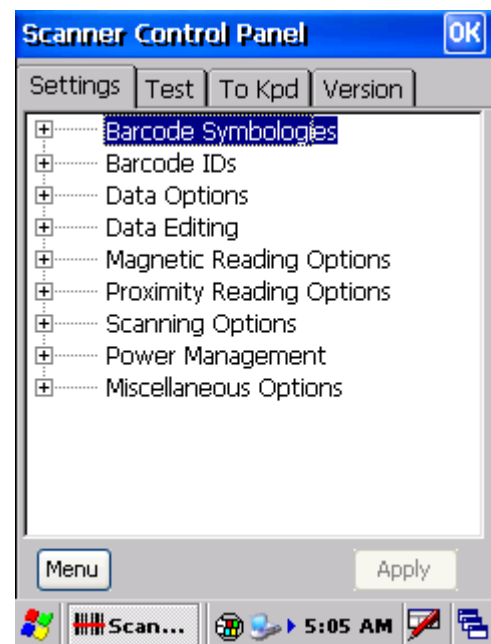 Scanner Control Panel OK
Settings Test To Kpd Version
Barcode Symbologies
Barcode IDs
Data Options
Data Editing
Magnetic Reading Options
Proximity Reading Options
Scanning Options
Power Management
Miscellaneous Options
Menu Apply
Scan... 5:05 AM